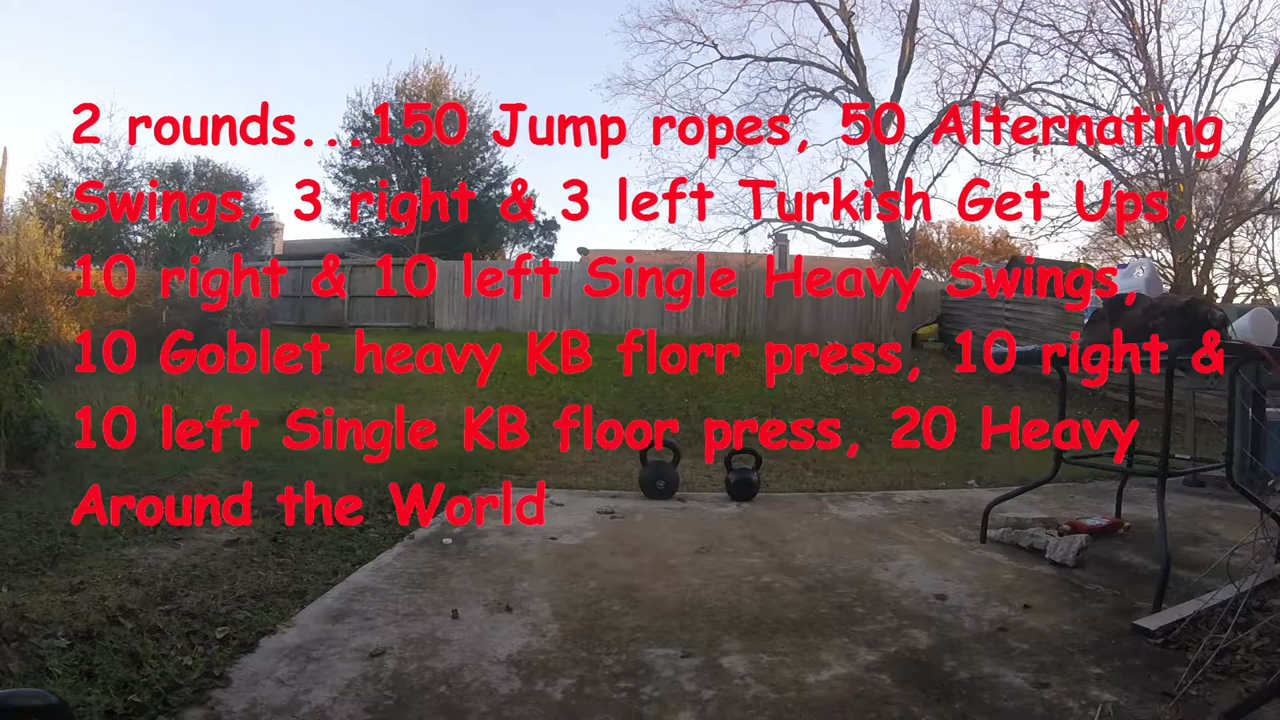 2 rounds...150 Jump ropes, 50 Alternating
Swings, 3 right & 3 left Turkish Get Ups,
10 right & 10 left Single Heavy Swings,
10 Goblet heavy KB florr press, 10 right &
10 left Single KB floor press, 20 Heavy
Around the World